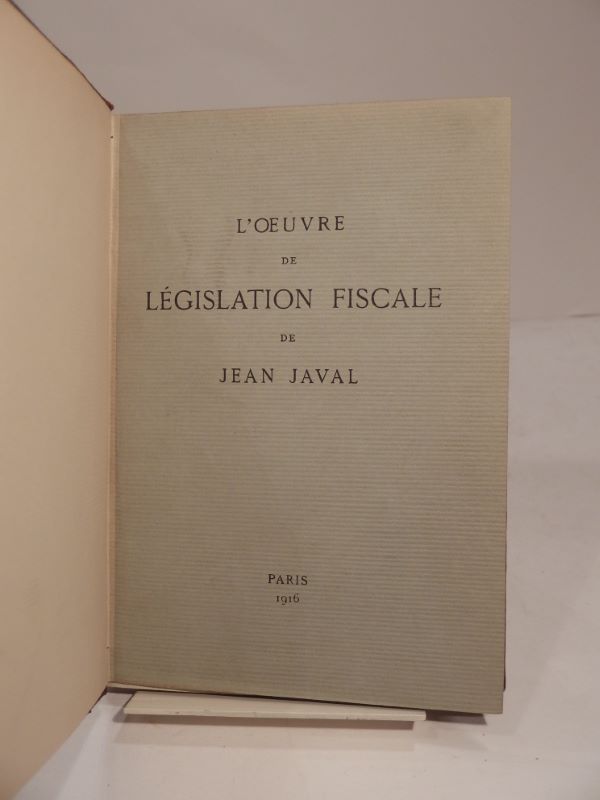 L'ŒUVRE
DE
LÉGISLATION FISCALE
DE
JEAN JAVAL
PARIS
1916